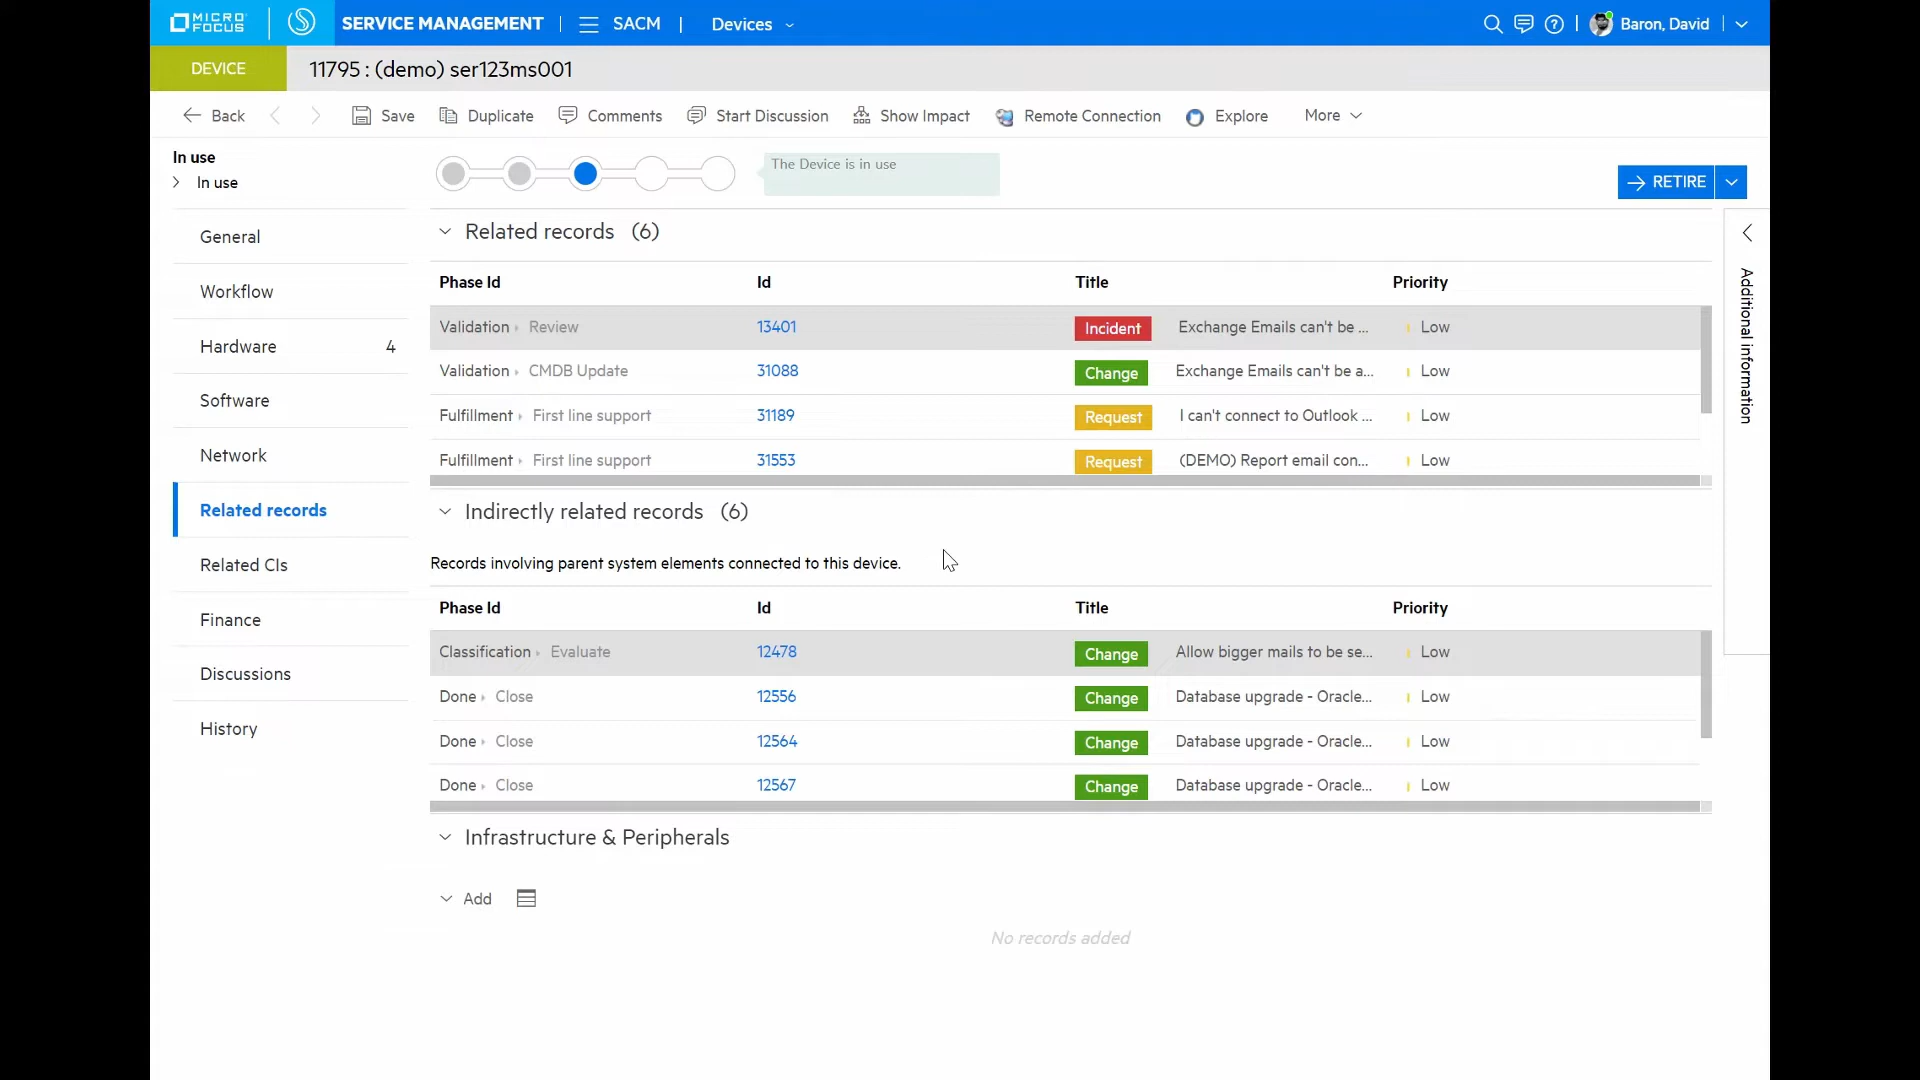 MICRO FOCUS SERVICE MANAGEMENT SACM Devices Baron, David
DEVICE 11795 : (demo) ser123ms001
Back Save Duplicate Comments Start Discussion Show Impact Remote Connection Explore More
In use
In use
The Device is in use
RETIRE
General
Workflow
Hardware 4
Software
Network
Related records
Related CIs
Finance
Discussions
History
Related records (6)
Phase Id Id Title Priority
Validation Review 13401 Incident Exchange Emails can't be ... Low
Validation CMDB Update 31088 Change Exchange Emails can't be a... Low
Fulfillment First line support 31189 Request I can't connect to Outlook ... Low
Fulfillment First line support 31553 Request (DEMO) Report email con... Low
Indirectly related records (6)
Records involving parent system elements connected to this device.
Phase Id Id Title Priority
Classification Evaluate 12478 Change Allow bigger mails to be se... Low
Done Close 12556 Change Database upgrade - Oracle... Low
Done Close 12564 Change Database upgrade - Oracle... Low
Done Close 12567 Change Database upgrade - Oracle... Low
Infrastructure & Peripherals
Add
No records added
Additional information